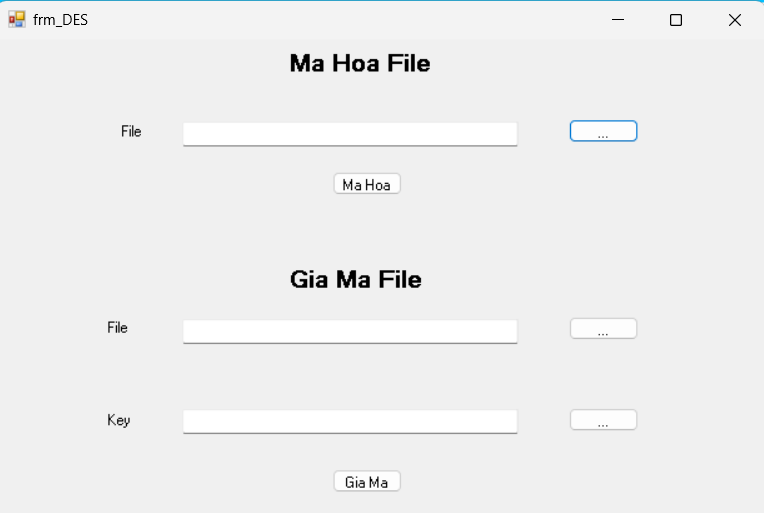 frm_DES
Ma Hoa File
File ...
Ma Hoa
Gia Ma File
File ...
Key ...
Gia Ma